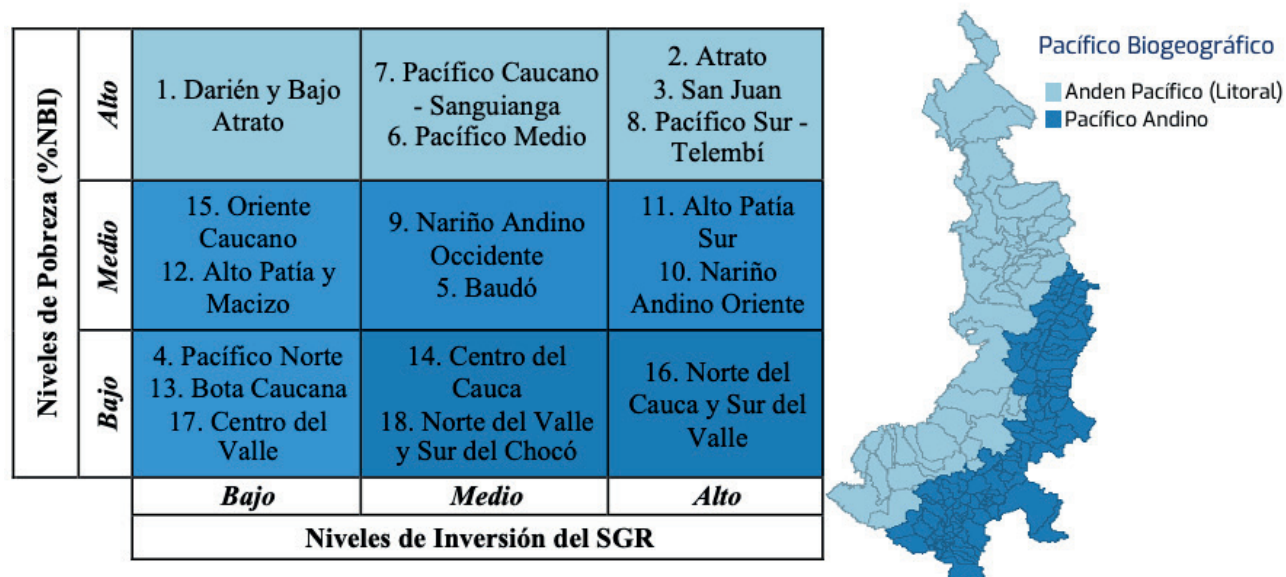 Niveles de Pobreza (%NBI)
Alto
1. Darién y Bajo
Atrato
7. Pacífico Caucano
- Sanguianga
6. Pacífico Medio
2. Atrato
3. San Juan
8. Pacífico Sur -
Telembí
Medio
15. Oriente
Caucano
12. Alto Patía y
Macizo
9. Nariño Andino
Occidente
5. Baudó
11. Alto Patía
Sur
10. Nariño
Andino Oriente
Bajo
4. Pacífico Norte
13. Bota Caucana
17. Centro del
Valle
14. Centro del
Cauca
18. Norte del Valle
y Sur del Chocó
16. Norte del
Cauca y Sur del
Valle
Bajo
Medio
Alto
Niveles de Inversión del SGR
Pacífico Biogeográfico
Anden Pacífico (Litoral)
Pacífico Andino